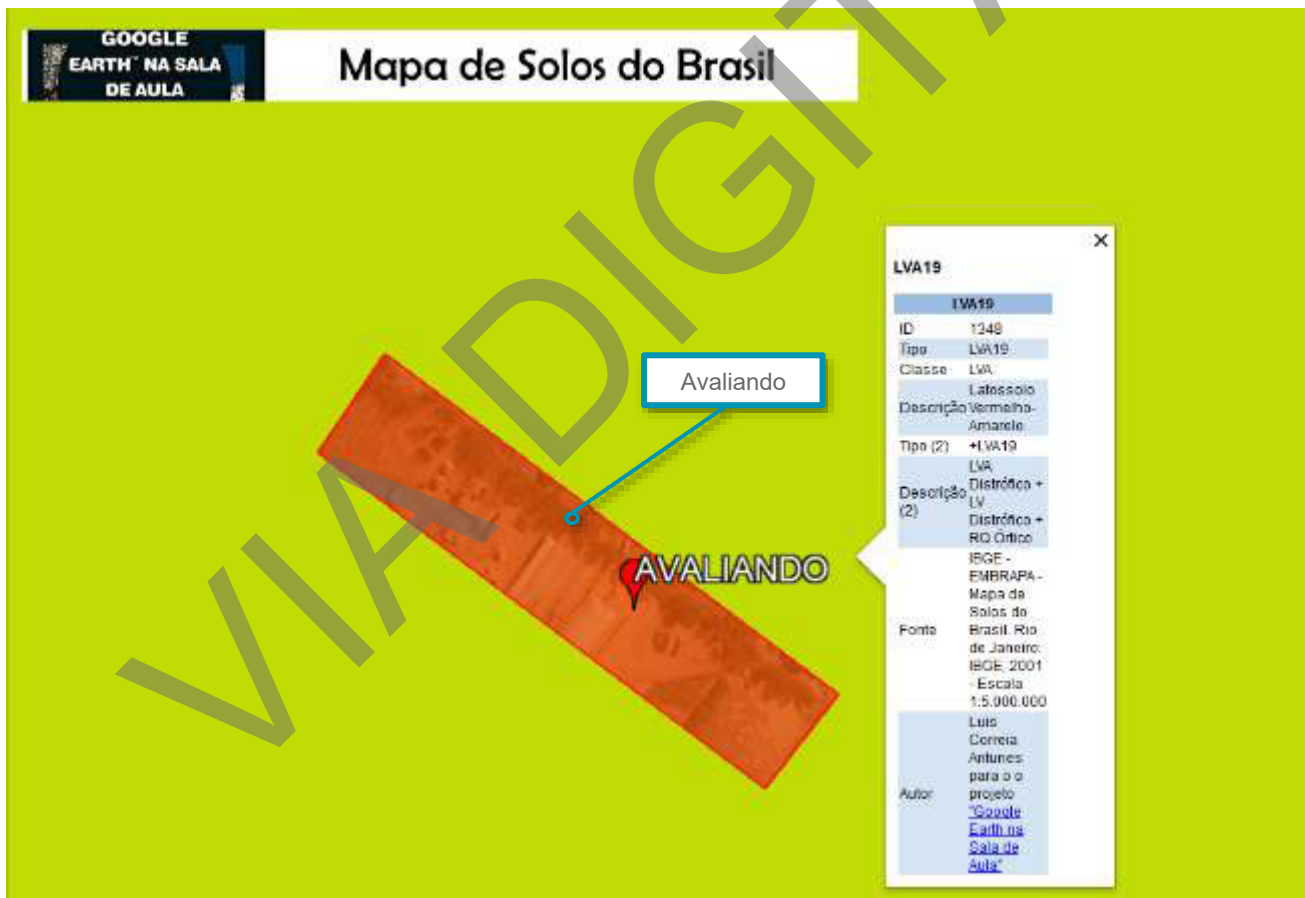 GOOGLE
EARTH¨ NA SALA
DE AULA
Mapa de Solos do Brasil
VIA DIGITA
Avaliando
AVALIANDO
×
LVA19
LVA19
ID 1348
Tipo LVA19
Classe LVA
Descrição Latossolo
Vermelho-
Amarelo
Tipo (2) +LVA19
Descrição (2) LVA
Distrófico +
LV
Distrófico +
RQ Órtico
Fonte IBGE -
EMBRAPA -
Mapa de
Solos do
Brasil. Rio
de Janeiro:
IBGE, 2001
- Escala
1:5.000.000
Autor Luis
Correia
Antunes
para o o
projeto
"Google
Earth na
Sala de
Aula"